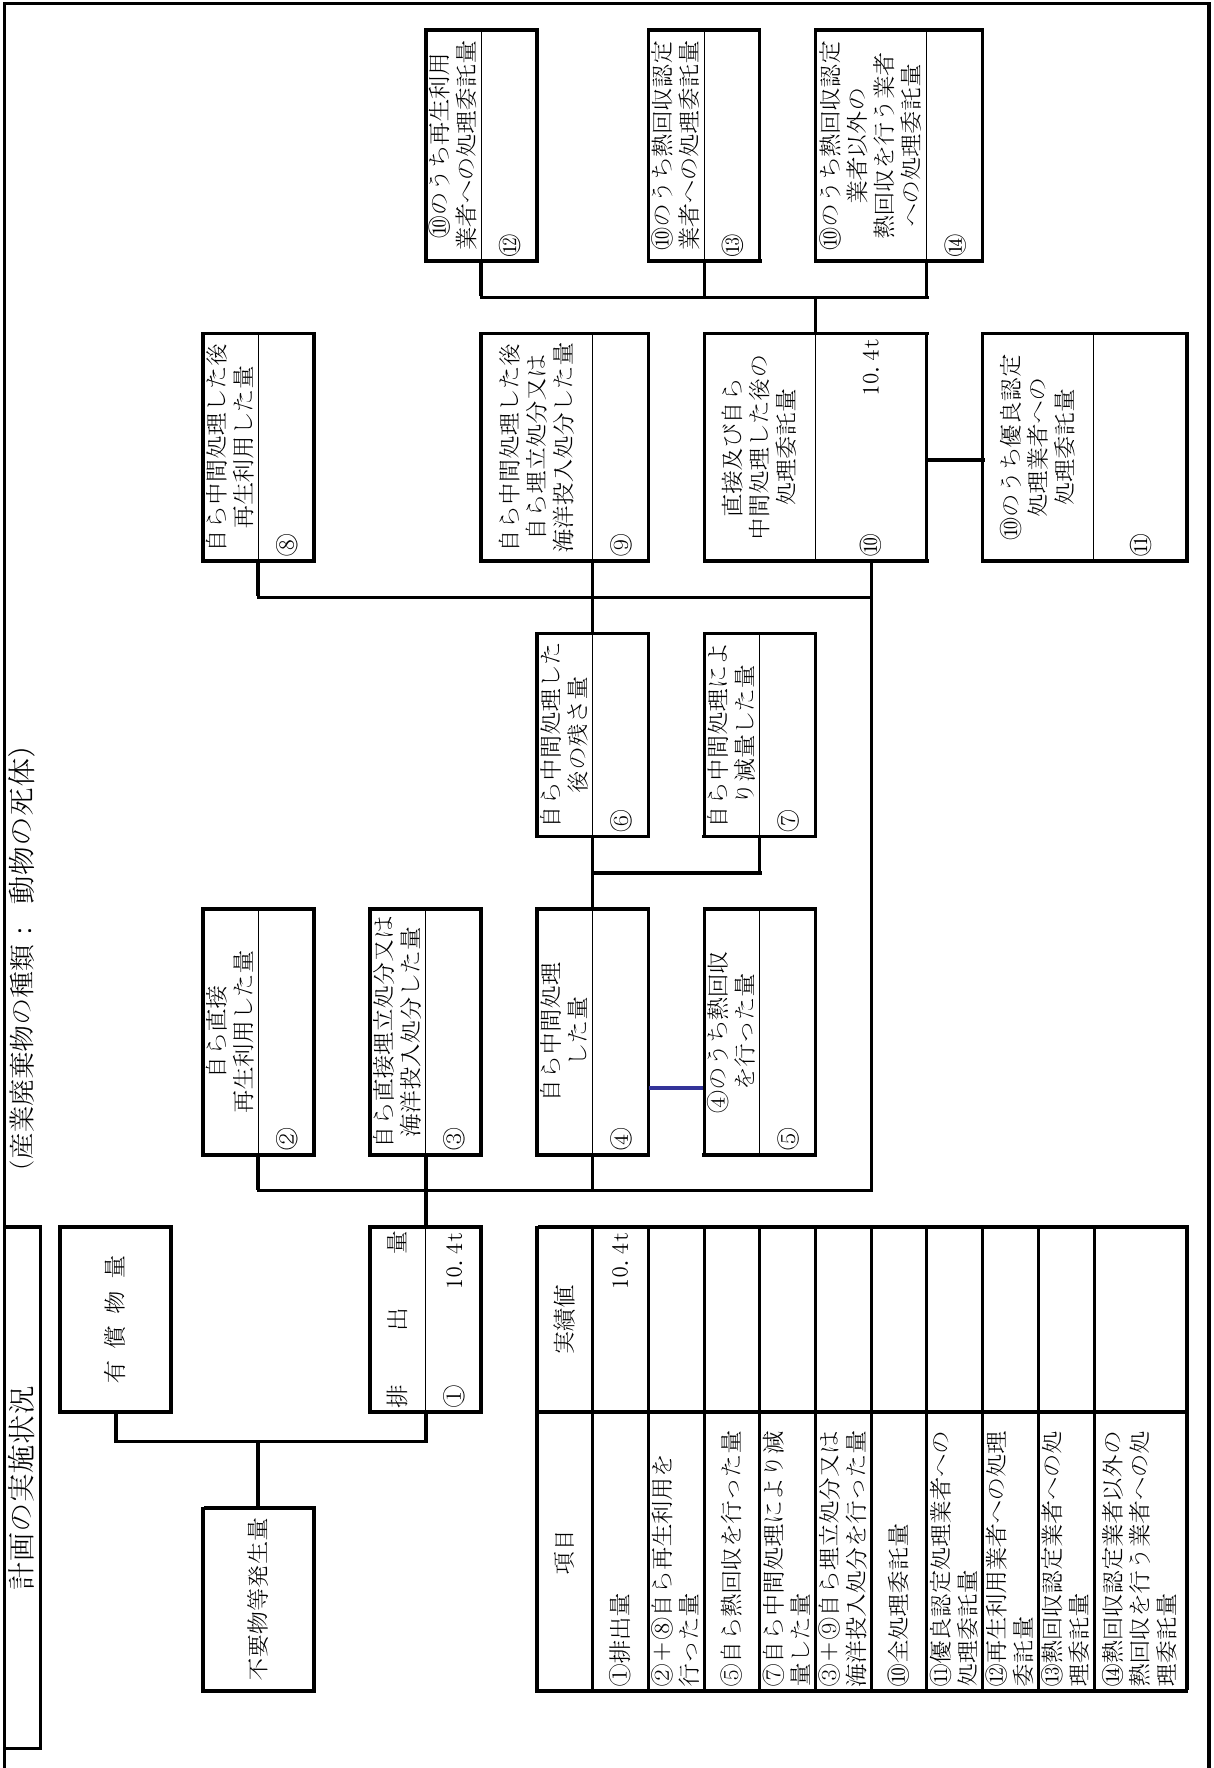 計画の実施状況
（産業廃棄物の種類： 動物の死体）
不要物等発生量
有 償 物 量
排 出 量
① 10.4t
自ら直接
再生利用した量
②
自ら直接埋立処分又は
海洋投入処分した量
③
自ら中間処理
した量
④
④のうち熱回収
を行った量
⑤
自ら中間処理した
後の残さ量
⑥
自ら中間処理によ
り減量した量
⑦
自ら中間処理した後
再生利用した量
⑧
自ら中間処理した後
自ら埋立処分又は
海洋投入処分した量
⑨
直接及び自ら
中間処理した後の
処理委託量
⑩ 10.4t
⑩のうち優良認定
処理業者への
処理委託量
⑪
⑩のうち再生利用
業者への処理委託量
⑫
⑩のうち熱回収認定
業者への処理委託量
⑬
⑩のうち熱回収認定
業者以外の
熱回収を行う業者
への処理委託量
⑭
項目 実績値
①排出量 10.4t
②＋⑧自ら再生利用を
行った量
⑤自ら熱回収を行った量
⑦自ら中間処理により減
量した量
③＋⑨自ら埋立処分又は
海洋投入処分を行った量
⑩全処理委託量
⑪優良認定処理業者への
処理委託量
⑫再生利用業者への処理
委託量
⑬熱回収認定業者への処
理委託量
⑭熱回収認定業者以外の
熱回収を行う業者への処
理委託量